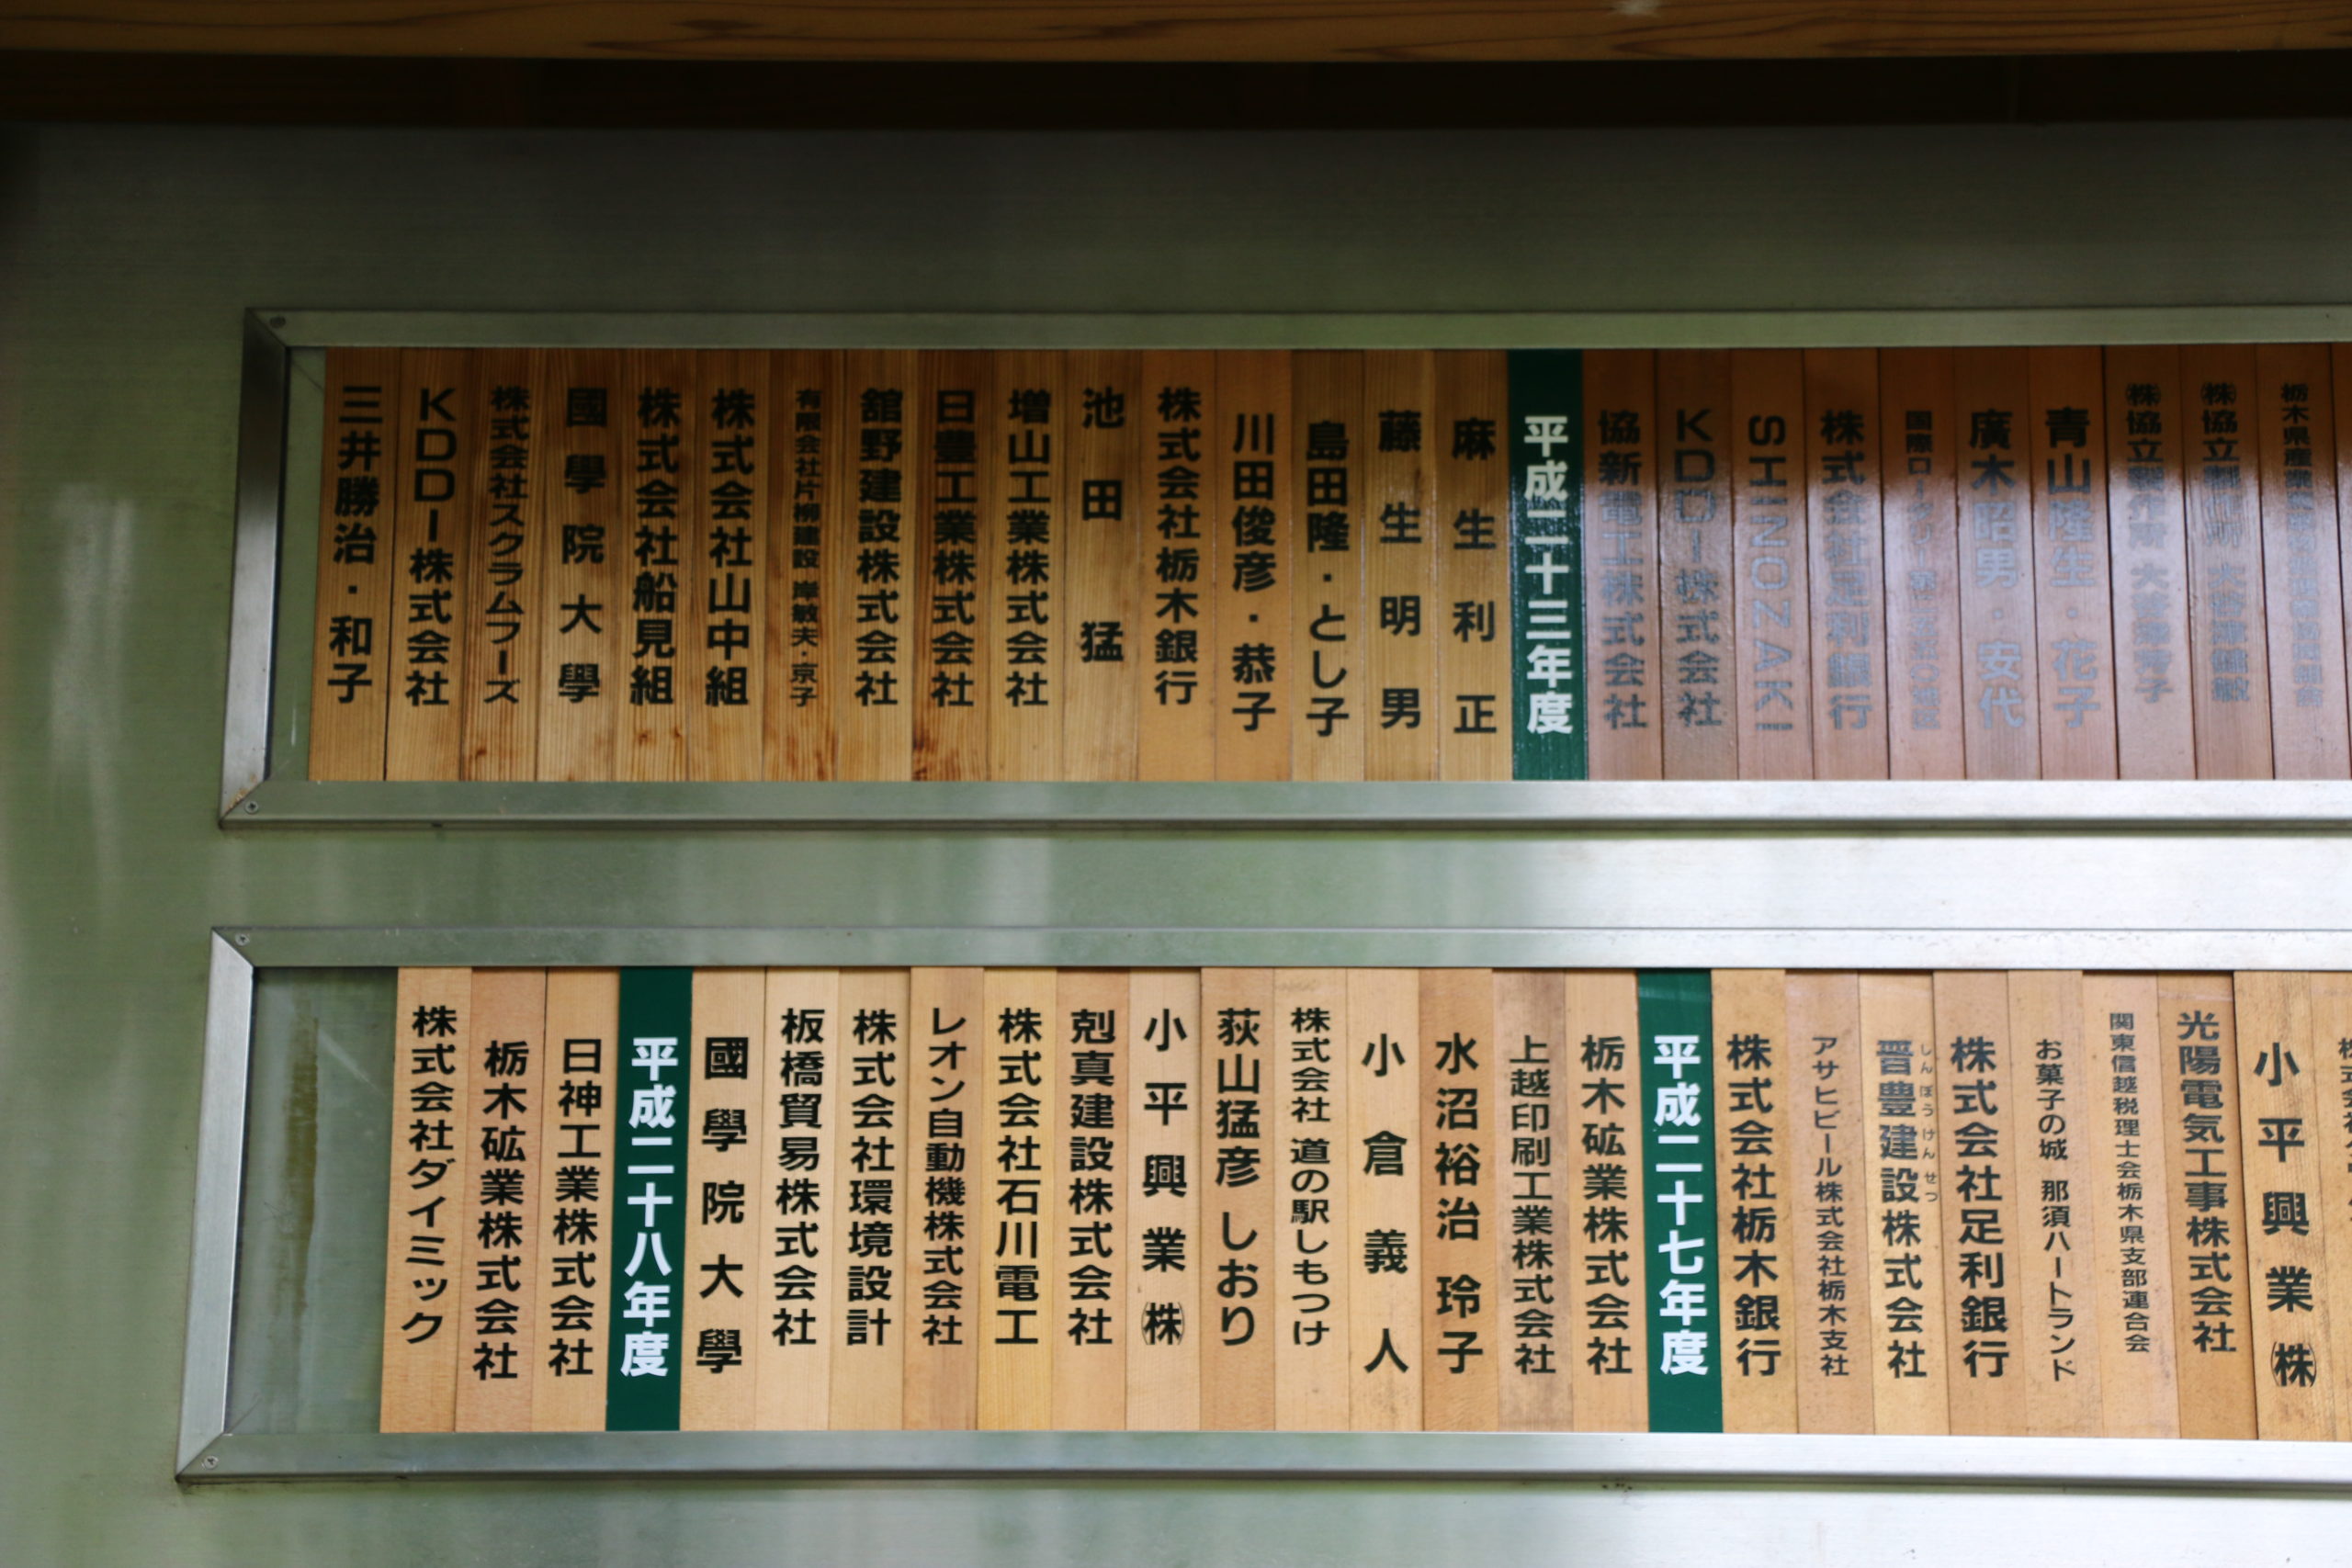 栃木県産業
㈱協立製作所 大
㈱協立製作所 大
青山隆生・花子
廣木昭男・安代
株式会社足利銀行
SHINOZAKI
KDDI株式会社
協新電工株式会社
平成二十三年度
麻生利正
藤生明男
島田隆・とし子
川田俊彦・恭子
株式会社栃木銀行
池田猛
増山工業株式会社
日豊工業株式会社
舘野建設株式会社
有限会社片柳建設 岸敏夫・京子
株式会社山中組
株式会社船見組
國學院大學
株式会社スクラムフーズ
KDDI株式会社
三井勝治・和子
小平興業㈱
光陽電気工事株式会社
関東信越税理士会栃木県支部連合会
お菓子の城 那須ハートランド
株式会社足利銀行
晋豊建設株式会社
しんぽうけんせつ
アサヒビール株式会社栃木支社
株式会社栃木銀行
平成二十七年度
栃木砿業株式会社
上越印刷工業株式会社
水沼裕治 玲子
小倉義人
株式会社 道の駅しもつけ
荻山猛彦 しおり
小平興業㈱
剋真建設株式会社
株式会社石川電工
レオン自動機株式会社
株式会社環境設計
板橋貿易株式会社
國學院大學
平成二十八年度
日神工業株式会社
栃木砿業株式会社
株式会社ダイミック